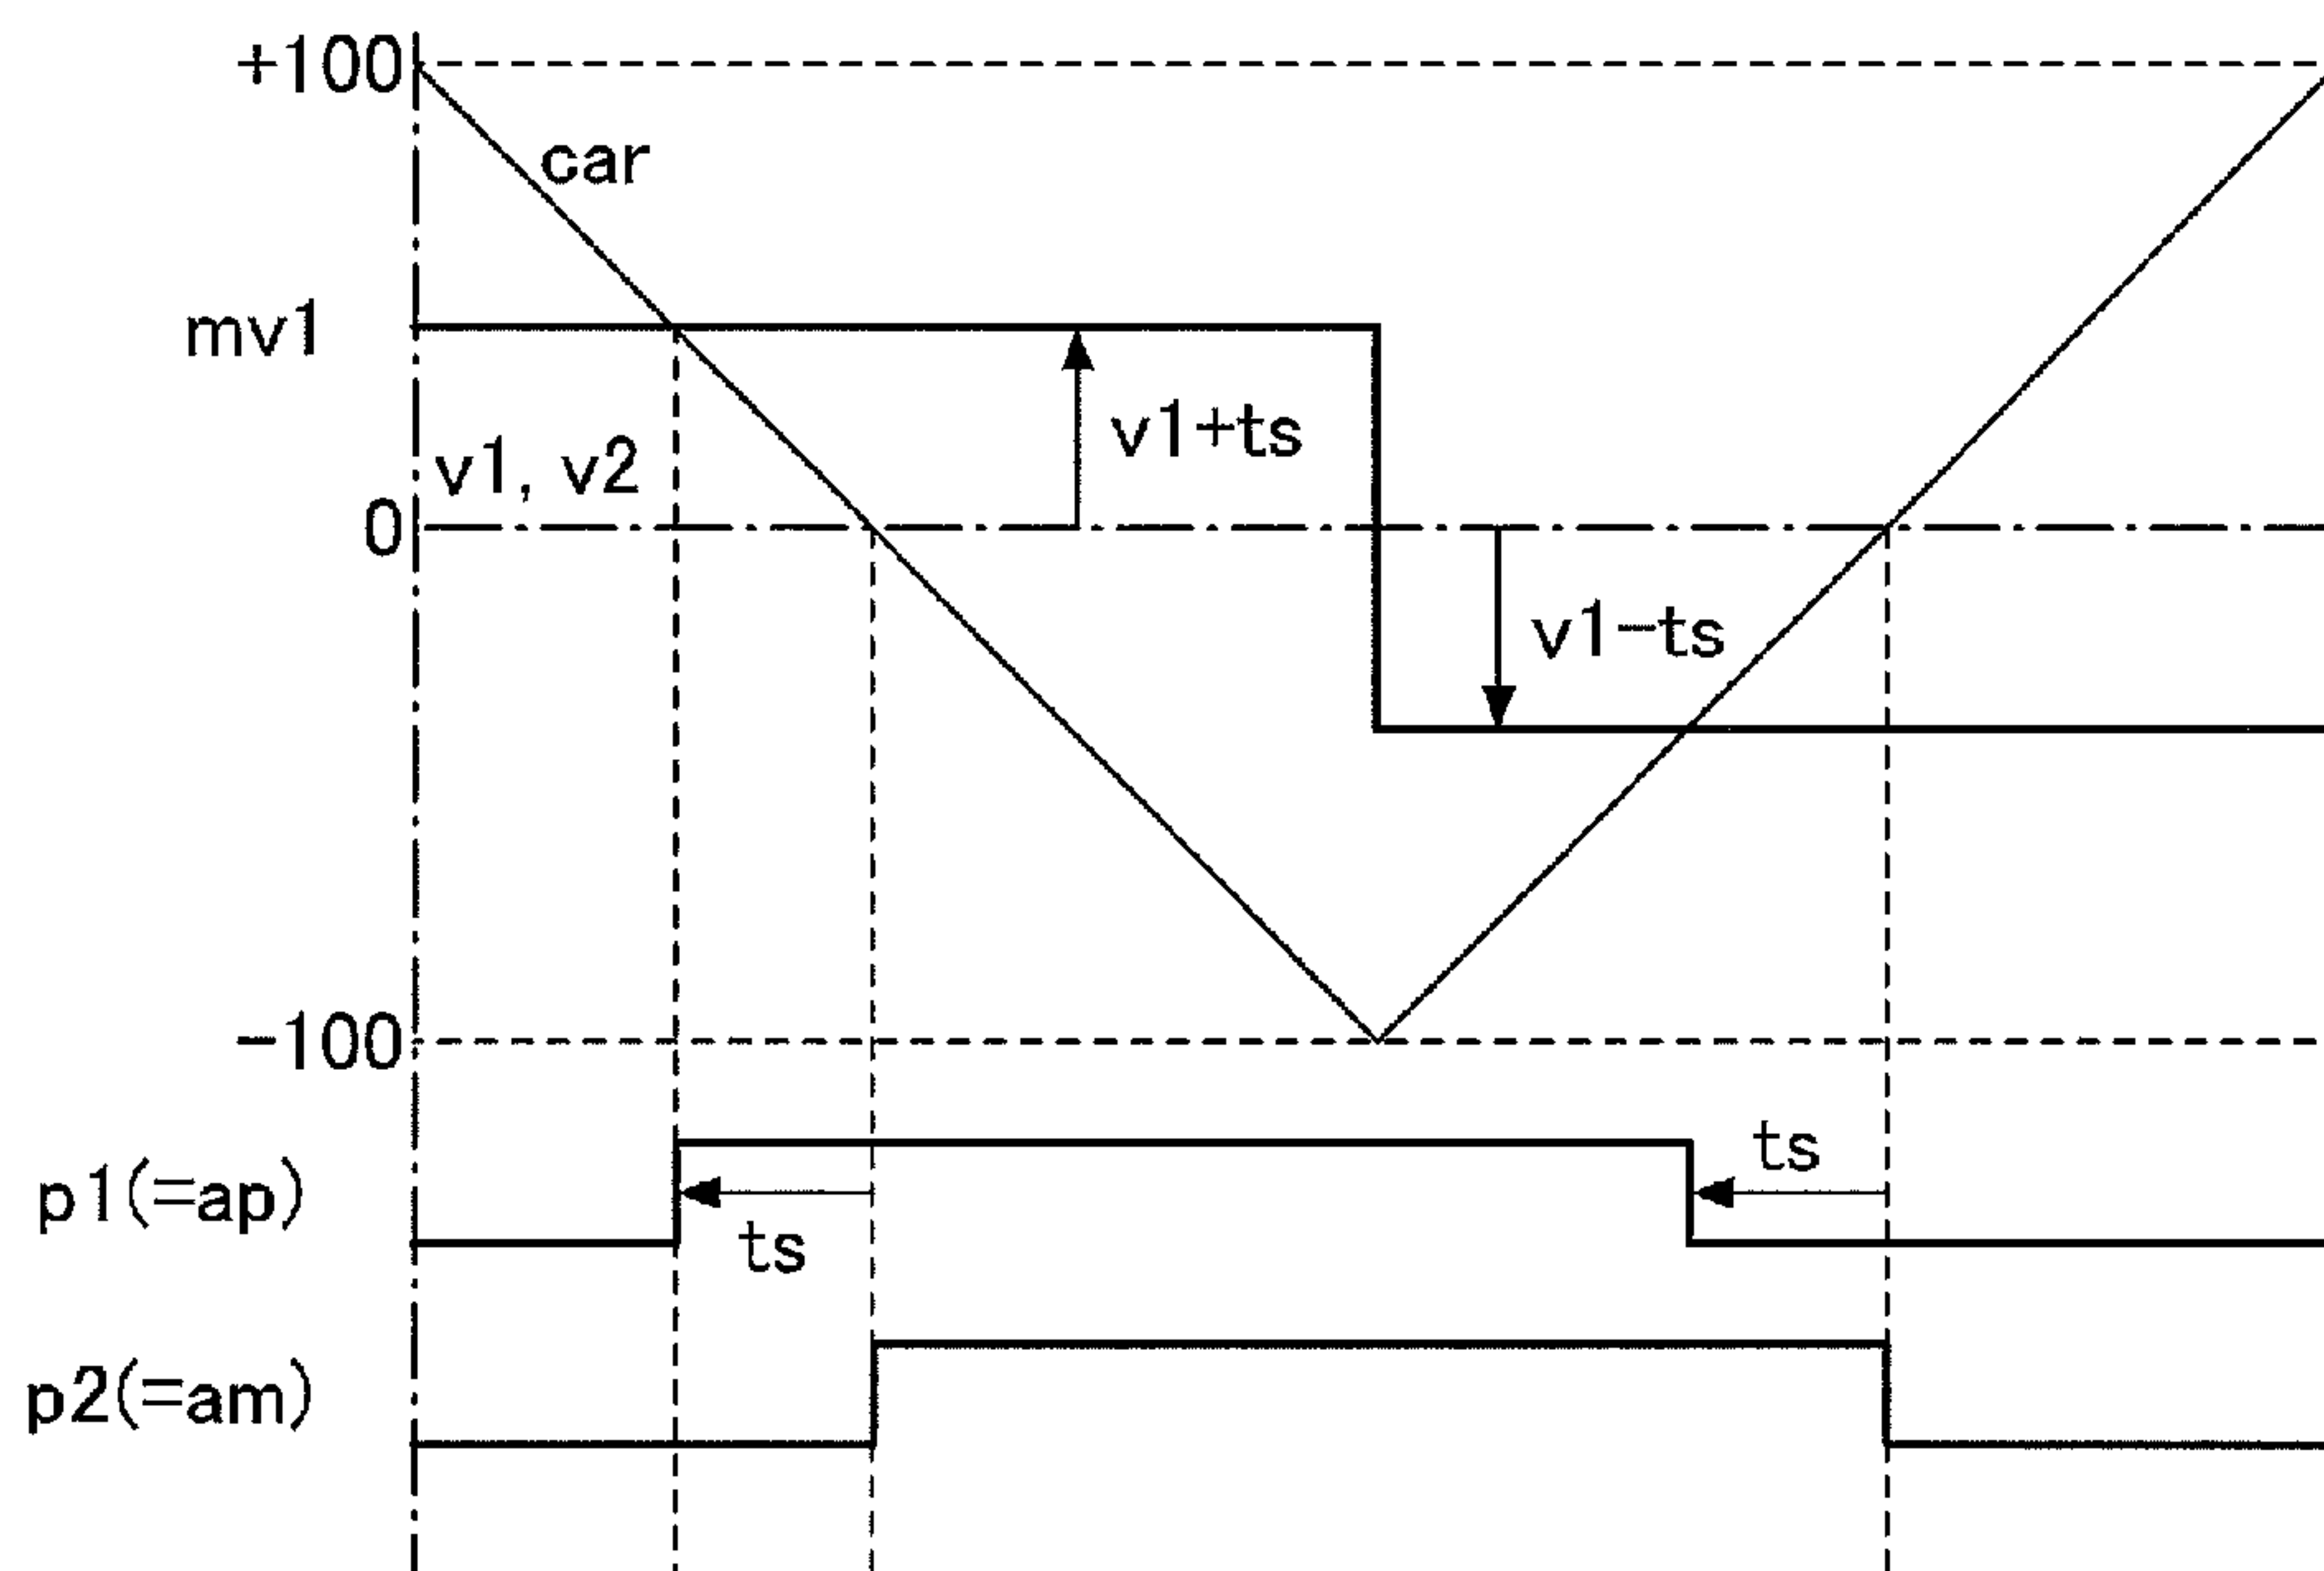 +100
car
mv1
v1+ts
v1, v2
0
v1-ts
-100
ts
p1(=ap)
ts
p2(=am)